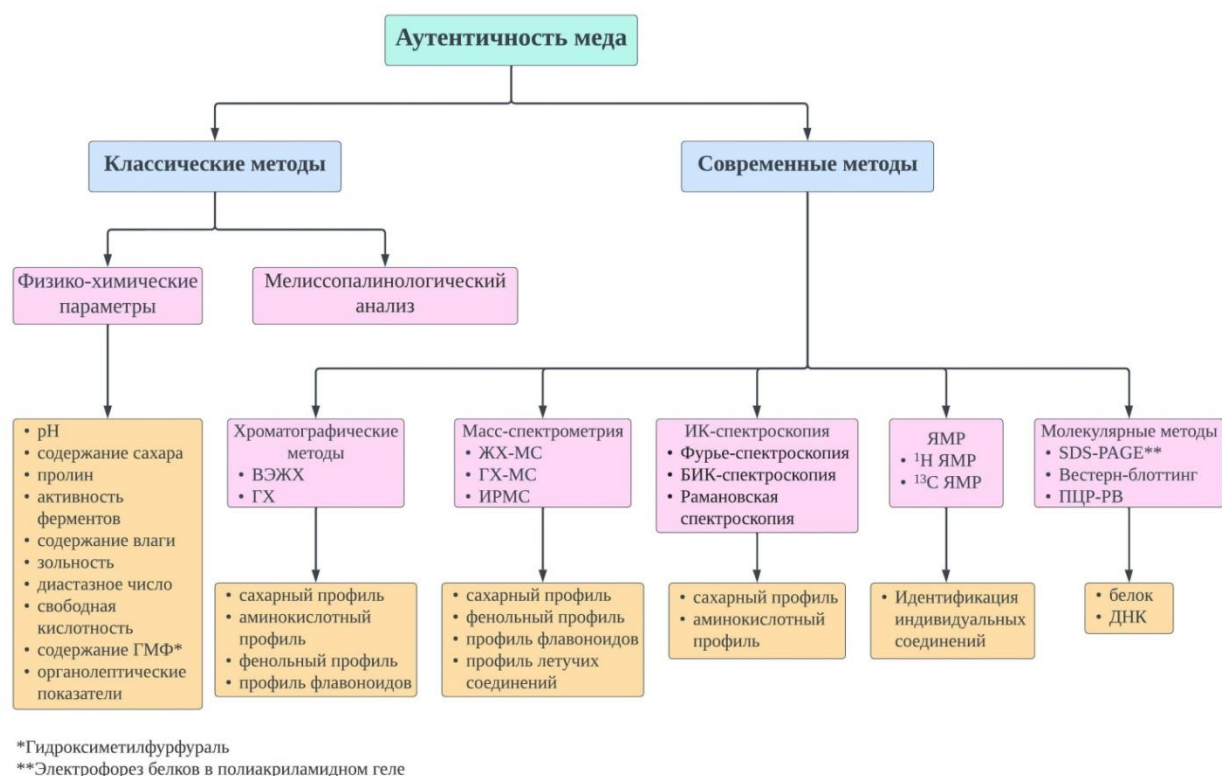 Аутентичность меда
Классические методы
Современные методы
Физико-химические
параметры
Мелиссопалинологический
анализ
• pH
• содержание сахара
• пролин
• активность
ферментов
• содержание влаги
• зольность
• диастазное число
• свободная
кислотность
• содержание ГМФ*
• органолептические
показатели
Хроматографические
методы
• ВЭЖХ
• ГХ
Масс-спектрометрия
• ЖХ-МС
• ГХ-МС
• ИРМС
ИК-спектроскопия
• Фурье-спектроскопия
• БИК-спектроскопия
• Рамановская
спектроскопия
ЯМР
• ¹H ЯМР
• ¹³C ЯМР
Молекулярные методы
• SDS-PAGE**
• Вестерн-блоттинг
• ПЦР-РВ
• сахарный профиль
• аминокислотный
профиль
• фенольный профиль
• профиль флавоноидов
• сахарный профиль
• фенольный профиль
• профиль флавоноидов
• профиль летучих
соединений
• сахарный профиль
• аминокислотный
профиль
• Идентификация
индивидуальных
соединений
• белок
• ДНК
*Гидроксиметилфурфураль
**Электрофорез белков в полиакриламидном геле